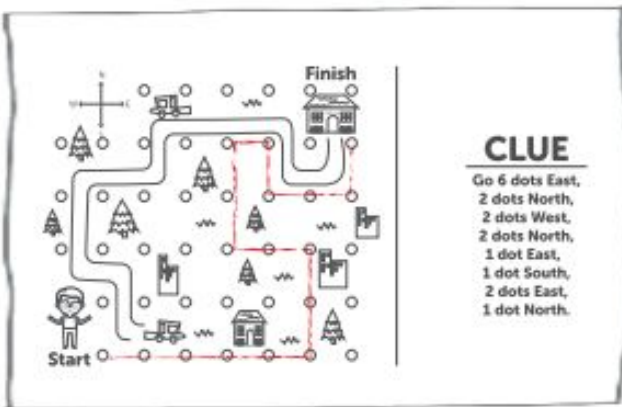 N
Finish
W
E
CLUE
Go 6 dots East,
2 dots North,
2 dots West,
2 dots North,
1 dot East,
1 dot South,
2 dots East,
1 dot North.
Start